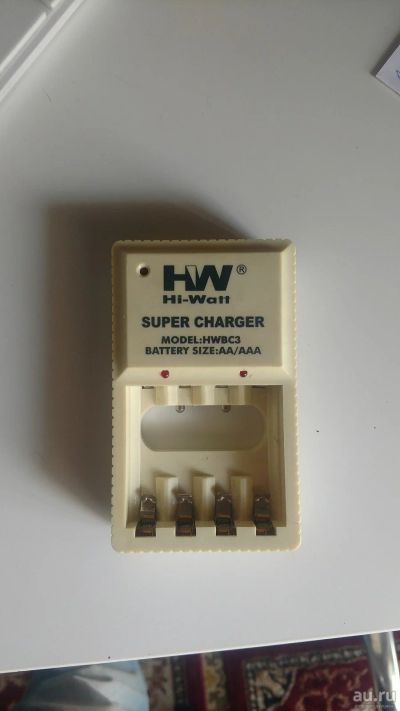 HW®
Hi-Watt
SUPER CHARGER
MODEL:HWBC3
BATTERY SIZE:AA/AAA
au.ru